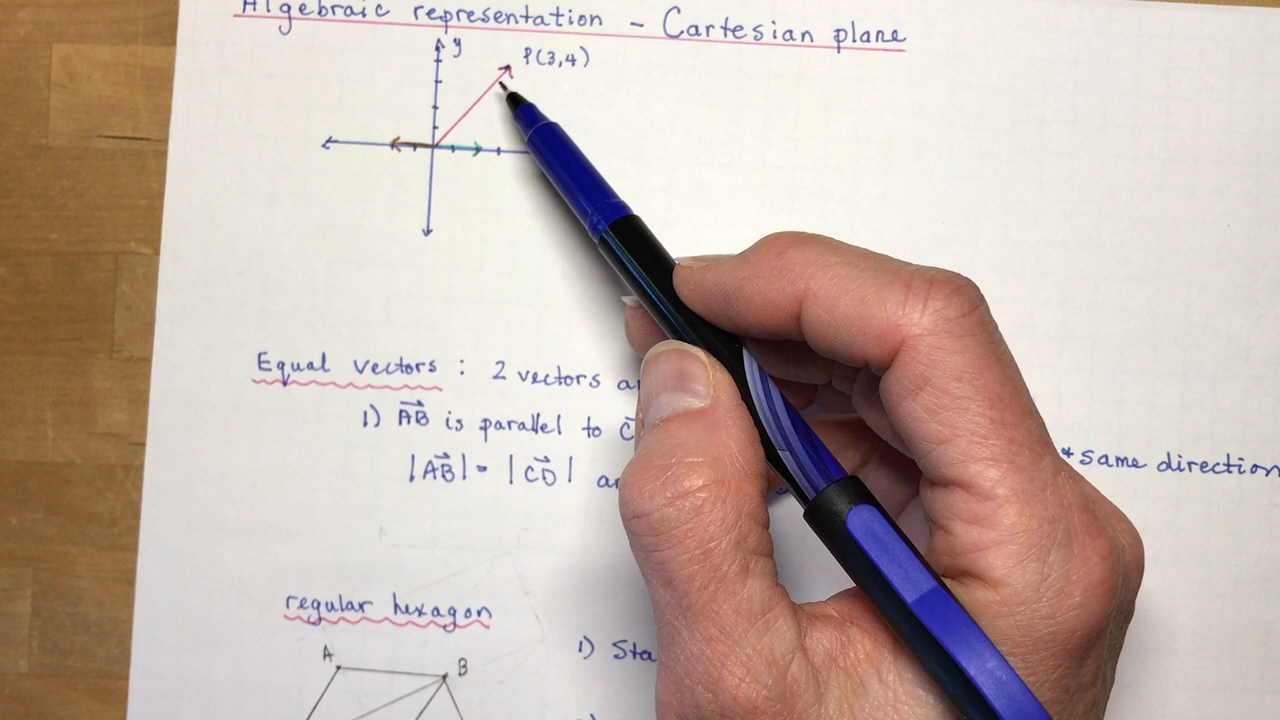 Algebraic representation - Cartesian plane
y
P(3,4)
Equal vectors : 2 vectors
1) AB is parallel to
|AB| = |CD|
*same direction
regular hexagon
A
B
1)